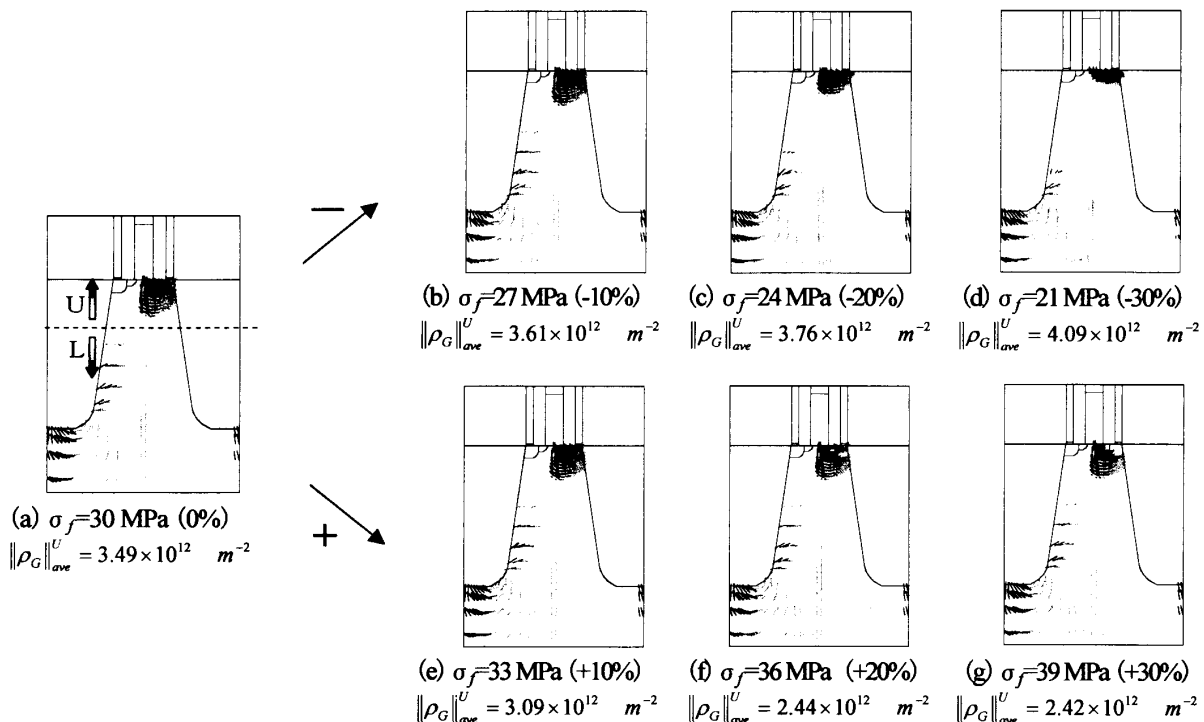 U
L
(a) σ_f=30 MPa (0%)
‖ρ_G‖^U_ave = 3.49×10^12 m^−2
−
+
(b) σ_f=27 MPa (-10%)
‖ρ_G‖^U_ave = 3.61×10^12 m^−2
(c) σ_f=24 MPa (-20%)
‖ρ_G‖^U_ave = 3.76×10^12 m^−2
(d) σ_f=21 MPa (-30%)
‖ρ_G‖^U_ave = 4.09×10^12 m^−2
(e) σ_f=33 MPa (+10%)
‖ρ_G‖^U_ave = 3.09×10^12 m^−2
(f) σ_f=36 MPa (+20%)
‖ρ_G‖^U_ave = 2.44×10^12 m^−2
(g) σ_f=39 MPa (+30%)
‖ρ_G‖^U_ave = 2.42×10^12 m^−2